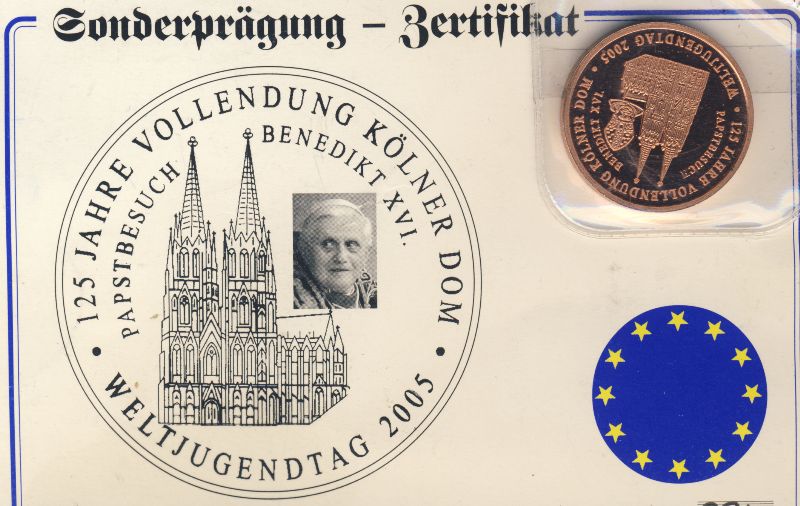 Sonderprägung – Zertifikat
125 JAHRE VOLLENDUNG KÖLNER DOM
PAPSTBESUCH BENEDIKT XVI.
• WELTJUGENDTAG 2005 •
125 JAHRE VOLLENDUNG KÖLNER DOM
PAPSTBESUCH
BENEDIKT XVI
• WELTJUGENDTAG 2005 •